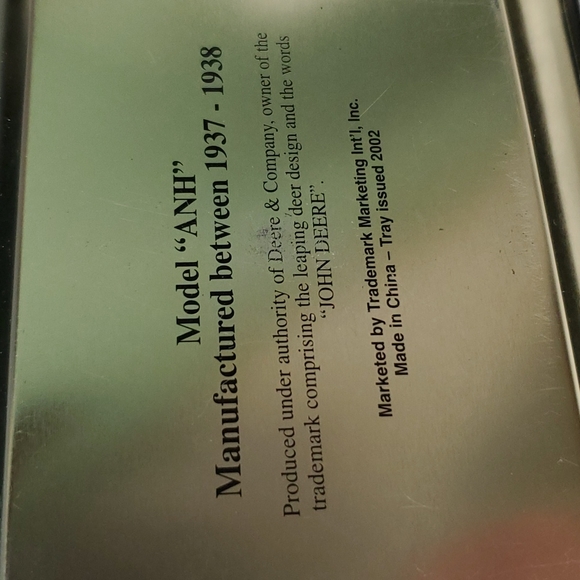 Model “ANH”
Manufactured between 1937 - 1938
Produced under authority of Deere & Company, owner of the
trademark comprising the leaping deer design and the words
“JOHN DEERE”.
Marketed by Trademark Marketing Int'l, Inc.
Made in China – Tray issued 2002